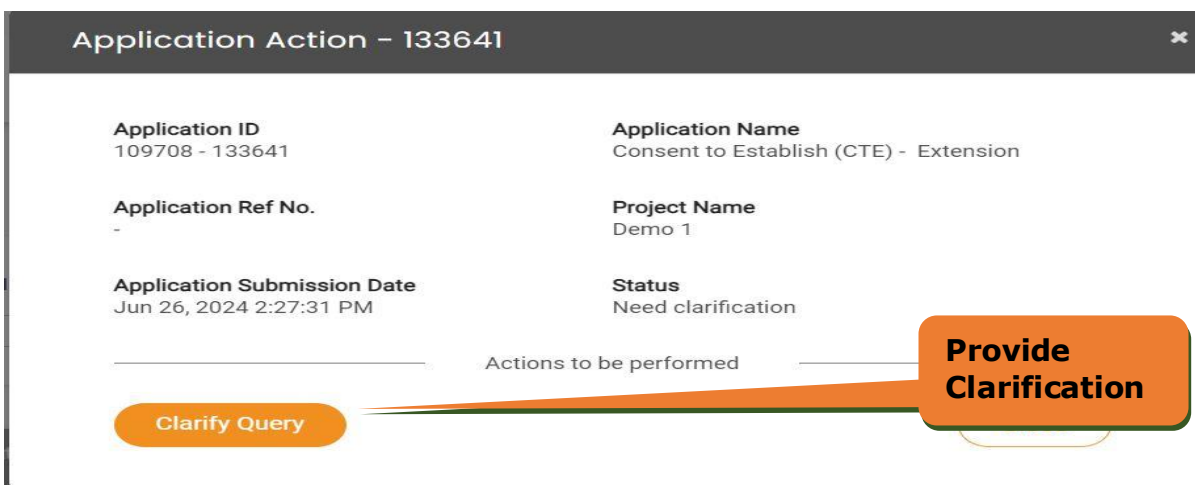 Application Action - 133641
Application ID
109708 - 133641
Application Name
Consent to Establish (CTE) - Extension
Application Ref No.
-
Project Name
Demo 1
Application Submission Date
Jun 26, 2024 2:27:31 PM
Status
Need clarification
Actions to be performed
Provide
Clarification
Clarify Query